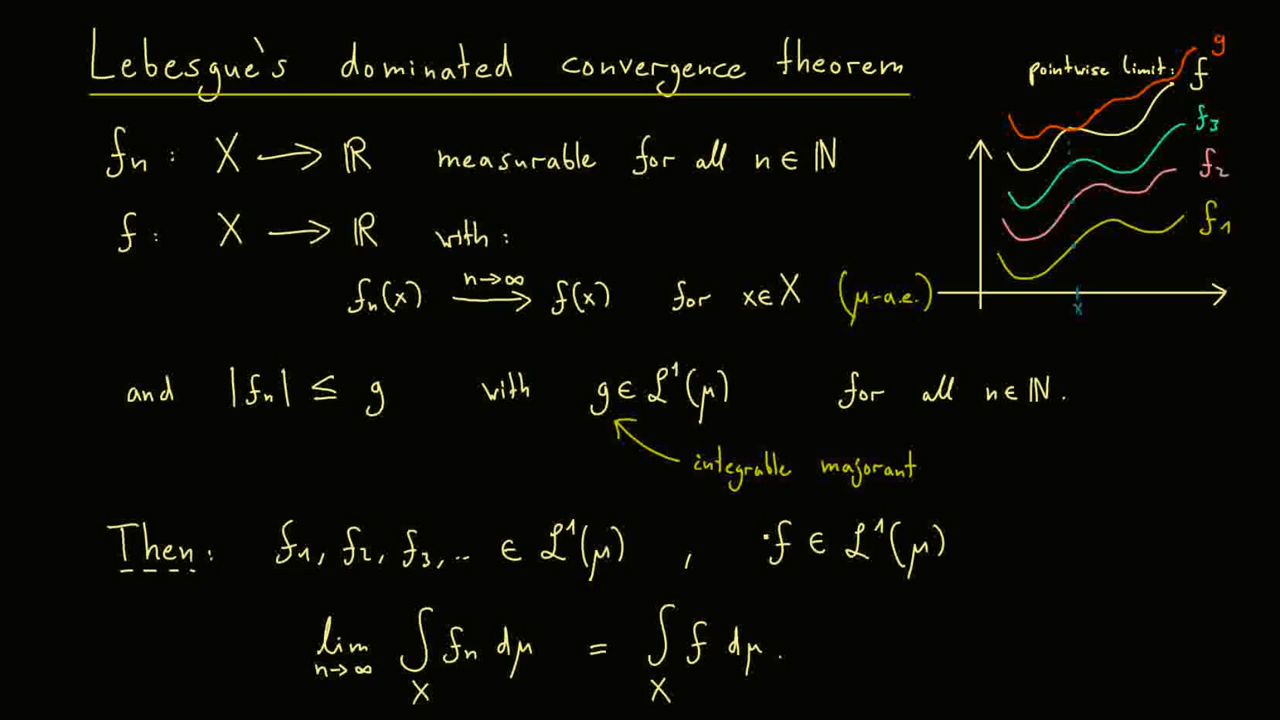 Lebesgue's dominated convergence theorem
fn : X ⟶ ℝ measurable for all n ∈ ℕ
f : X ⟶ ℝ with :
fn(x) ⟶ f(x) for x ∈ X (μ-a.e.)
n→∞
and |fn| ≤ g with g ∈ ℒ¹(μ) for all n ∈ ℕ.
integrable majorant
Then: f1, f2, f3, .. ∈ ℒ¹(μ) , f ∈ ℒ¹(μ)
lim ∫ fn dμ = ∫ f dμ.
n→∞ X X
pointwise limit:
g
f
f3
f2
f1
x